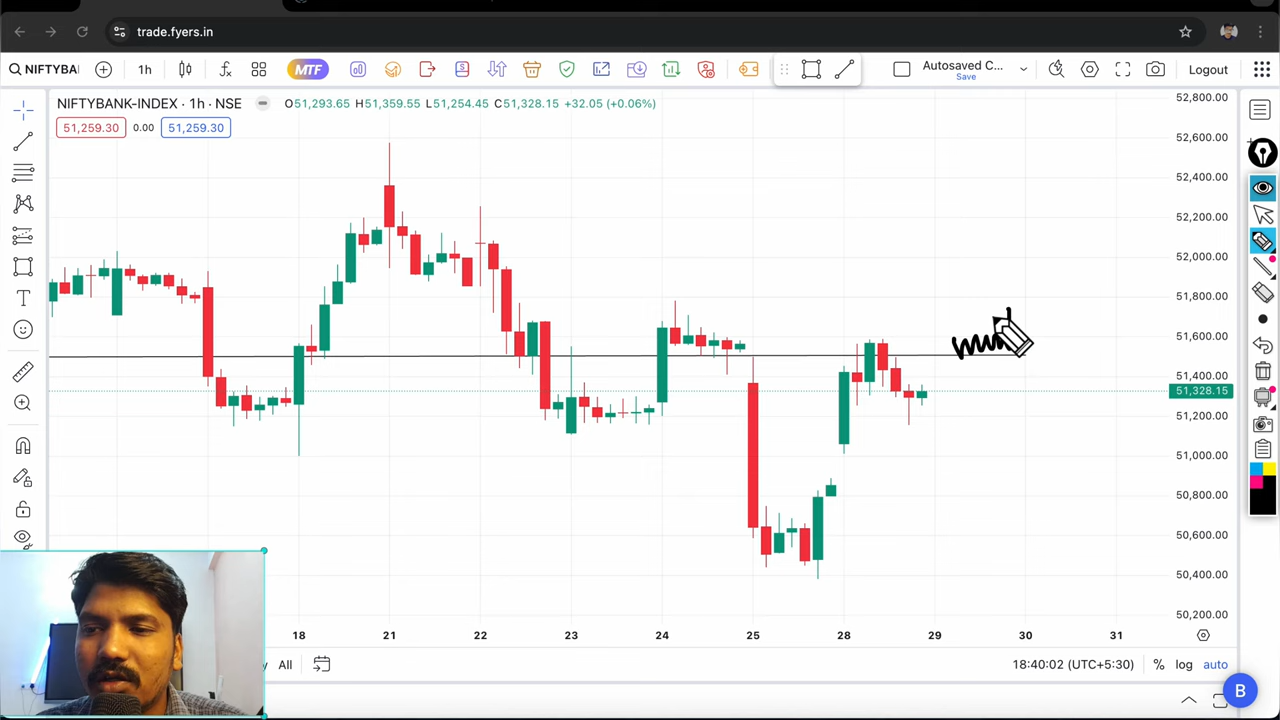 trade.fyers.in
NIFTYBA
1h
MTF
Autosaved C...
Save
Logout
NIFTYBANK-INDEX · 1h · NSE
O51,293.65 H51,359.55 L51,254.45 C51,328.15 +32.05 (+0.06%)
51,259.30
0.00
51,259.30
52,800.00
52,600.00
52,400.00
52,200.00
52,000.00
51,800.00
51,600.00
51,400.00
51,328.15
51,200.00
51,000.00
50,800.00
50,600.00
50,400.00
50,200.00
18
21
22
23
24
25
28
29
30
31
y
All
18:40:02 (UTC+5:30)
%
log
auto
B